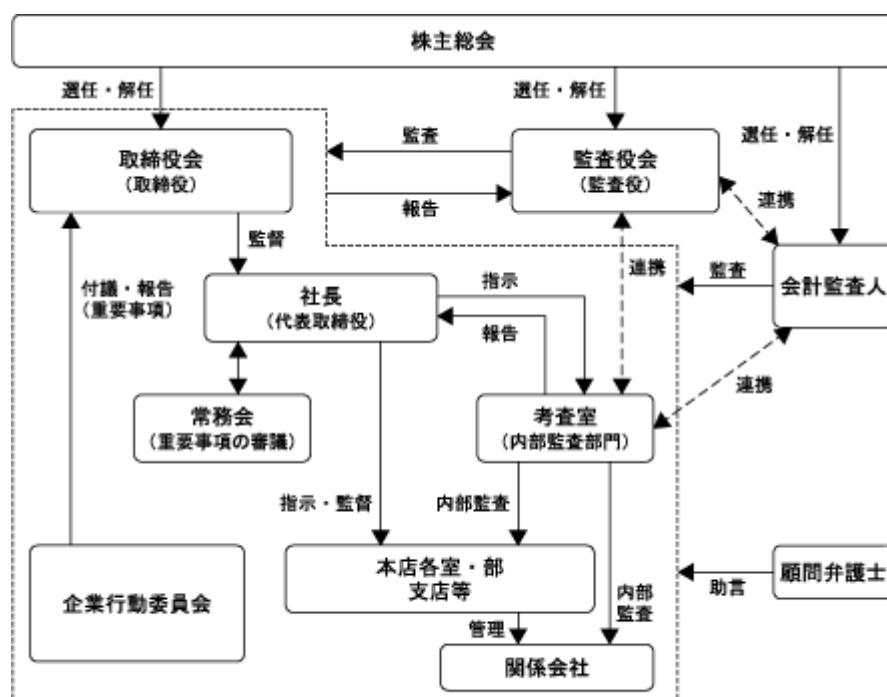 株主総会
選任・解任
選任・解任
選任・解任
取締役会
(取締役)
監査
報告
監査役会
(監査役)
連携
監督
連携
監査
会計監査人
付議・報告
(重要事項)
社長
(代表取締役)
指示
報告
連携
常務会
(重要事項の審議)
考査室
(内部監査部門)
指示・監督
内部監査
企業行動委員会
本店各室・部
支店等
内部
監査
助言
顧問弁護士
管理
関係会社